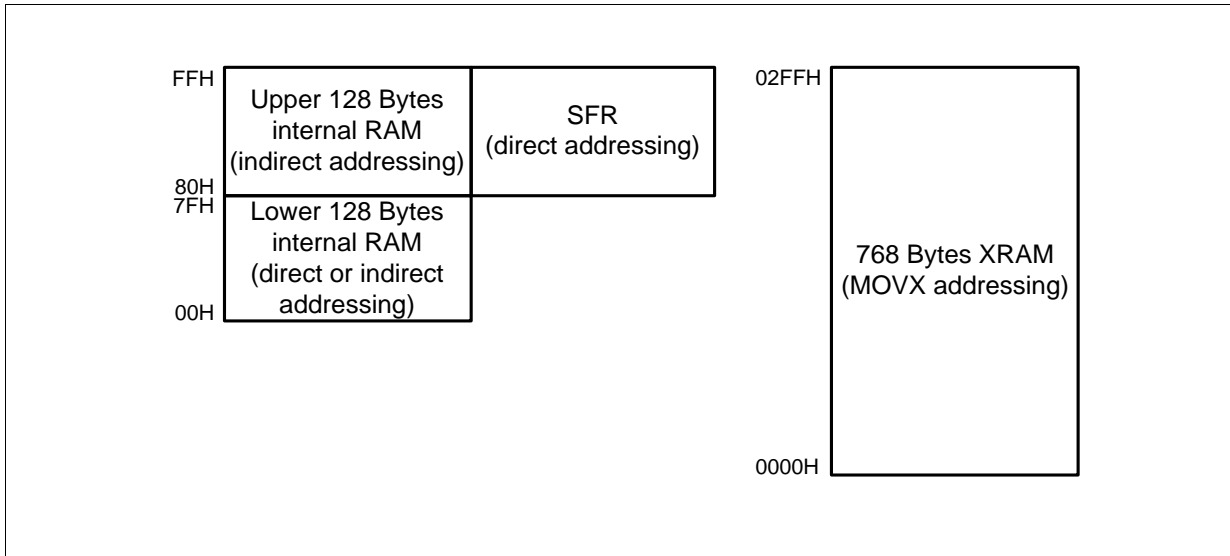 FFH
Upper 128 Bytes
internal RAM
(indirect addressing)
80H
7FH
Lower 128 Bytes
internal RAM
(direct or indirect
addressing)
00H
SFR
(direct addressing)
02FFH
768 Bytes XRAM
(MOVX addressing)
0000H